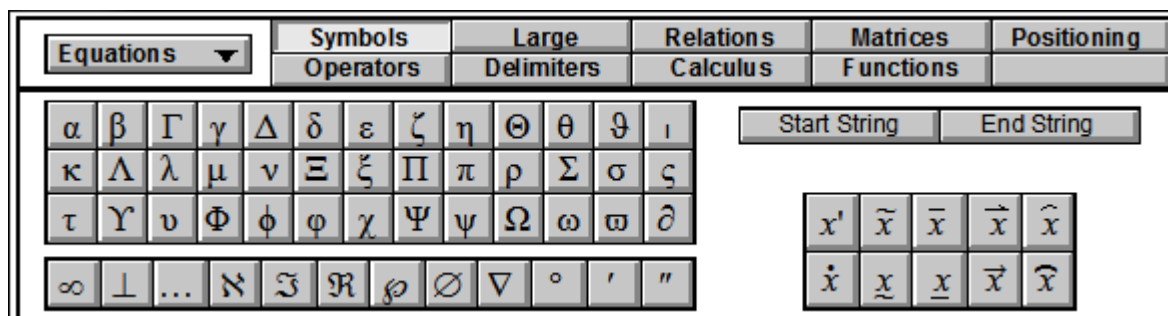 Equations Symbols Large Relations Matrices Positioning
Operators Delimiters Calculus Functions
α β Γ γ Δ δ ε ζ η Θ θ ϑ ι
Start String End String
κ Λ λ μ ν Ξ ξ Π π ρ Σ σ ς
τ ϒ υ Φ ϕ φ χ Ψ ψ Ω ω ϖ ∂
x' x̃ x̄ x⃑ x̂
∞ ⊥ … ℵ ℑ ℜ ℘ ∅ ∇ ° ′ ″
ẋ x̰ x̲ x⃗ x̑